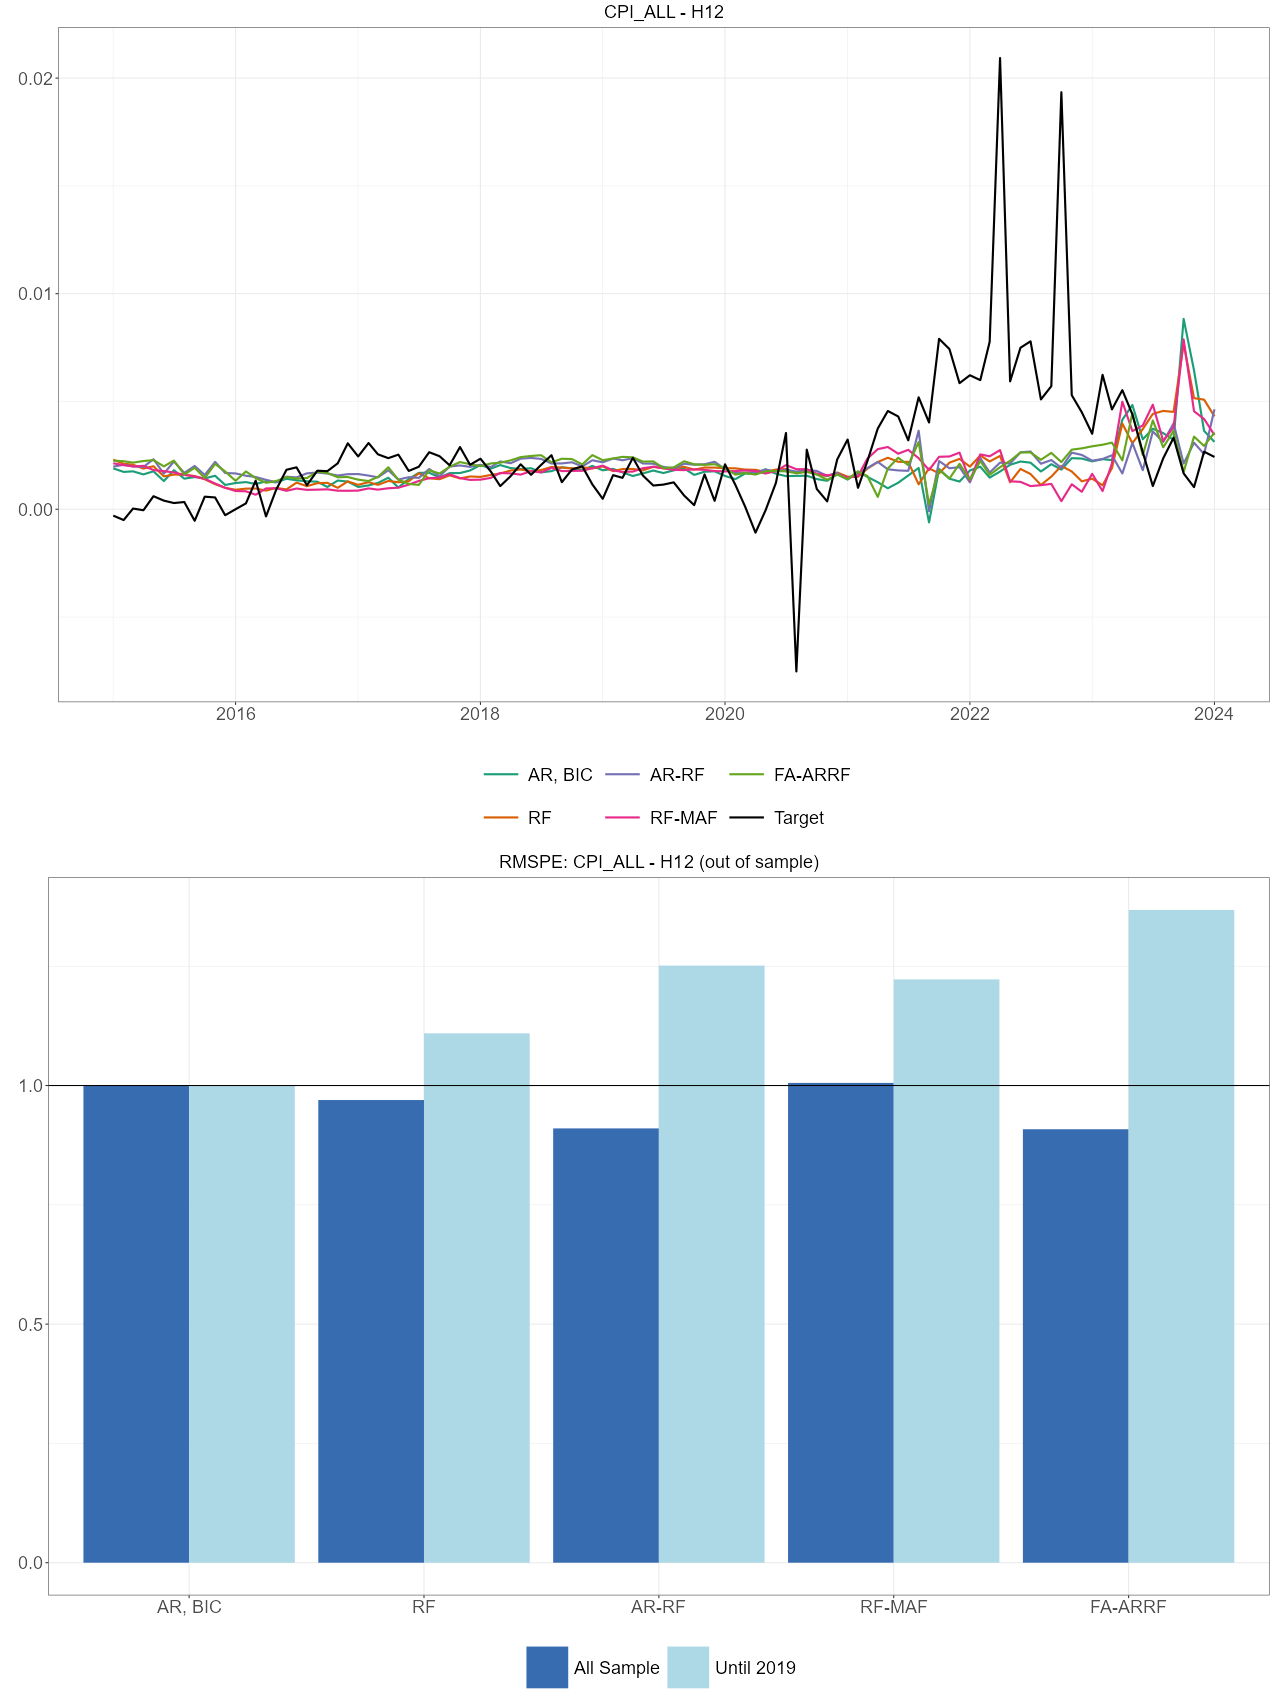 CPI_ALL - H12
0.02
0.01
0.00
2016 2018 2020 2022 2024
AR, BIC AR-RF FA-ARRF
RF RF-MAF Target
RMSPE: CPI_ALL - H12 (out of sample)
1.0
0.5
0.0
AR, BIC RF AR-RF RF-MAF FA-ARRF
All Sample Until 2019